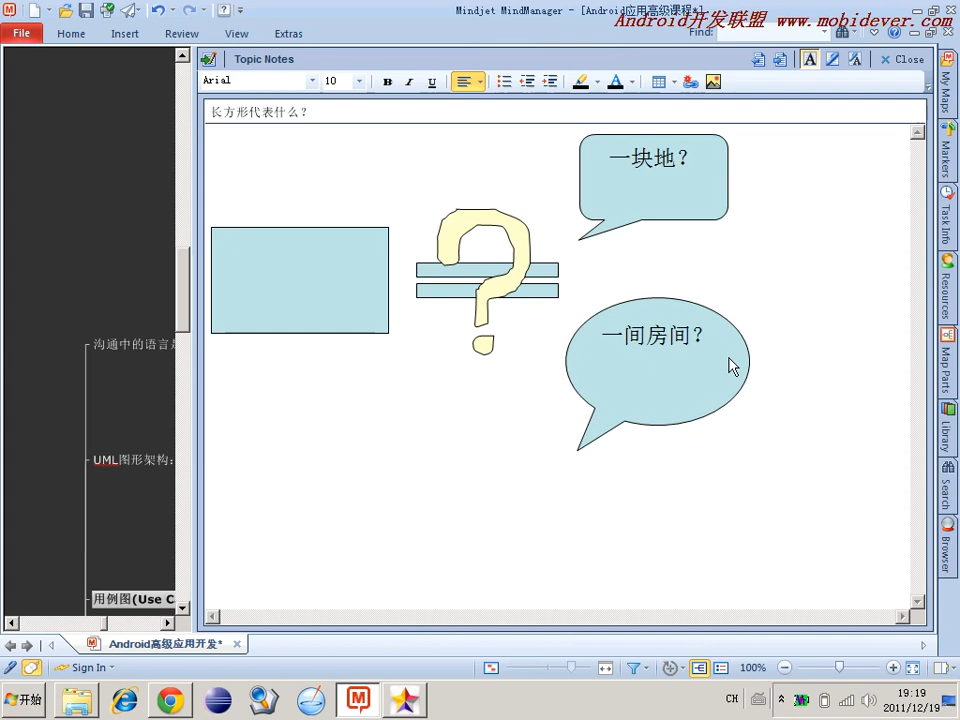 Mindjet MindManager - [Android应用高级课程*]
Android开发联盟 www.mobidever.com
File Home Insert Review View Extras Find:
Topic Notes
Close
Arial 10 B I U A
长方形代表什么？
一块地？
一间房间？
沟通中的语言是
UML图形架构：
用例图(Use C
My Maps
Markers
Task Info
Resources
Map Parts
Library
Search
Browser
Android高级应用开发*
Sign In
100%
开始
CH
19:19
2011/12/19